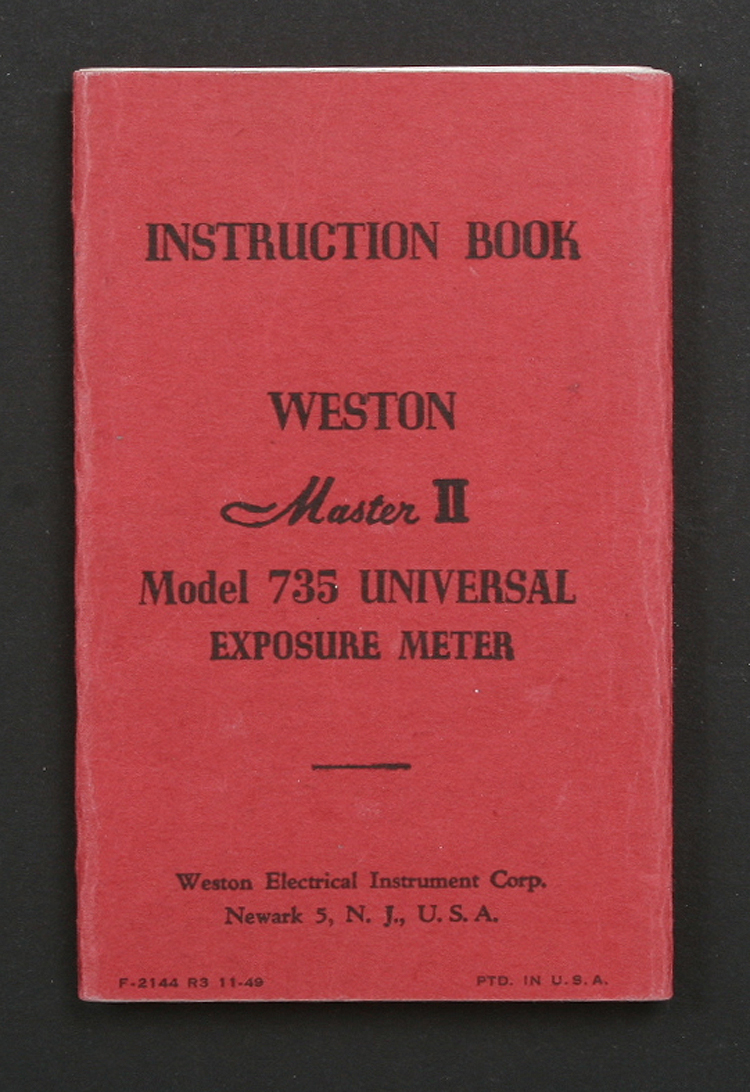 INSTRUCTION BOOK
WESTON
Master II
Model 735 UNIVERSAL
EXPOSURE METER
Weston Electrical Instrument Corp.
Newark 5, N. J., U. S. A.
F-2144 R3 11-49 PTD. IN U. S. A.